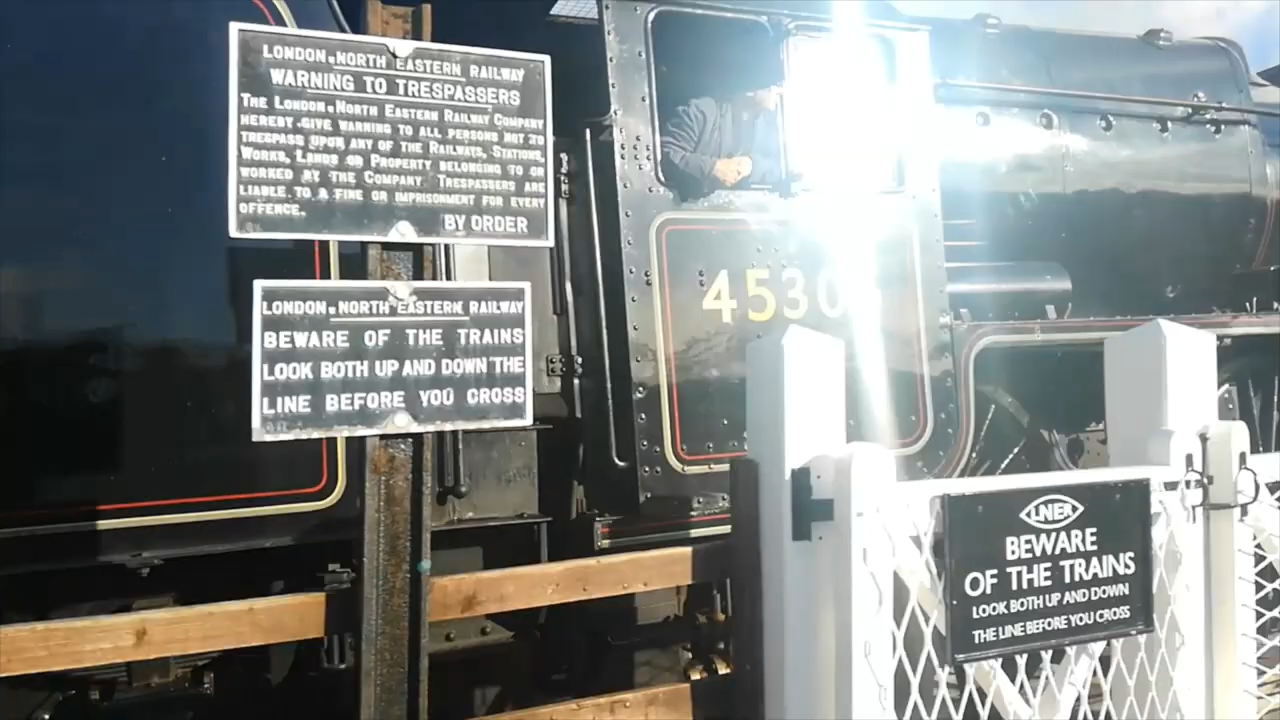 LONDON & NORTH EASTERN RAILWAY
WARNING TO TRESPASSERS
THE LONDON & NORTH EASTERN RAILWAY COMPANY
HEREBY GIVE WARNING TO ALL PERSONS NOT TO
TRESPASS UPON ANY OF THE RAILWAYS, STATIONS,
WORKS, LANDS OR PROPERTY BELONGING TO OR
WORKED BY THE COMPANY. TRESPASSERS ARE
LIABLE TO A FINE OR IMPRISONMENT FOR EVERY
OFFENCE.
BY ORDER
LONDON & NORTH EASTERN RAILWAY
BEWARE OF THE TRAINS
LOOK BOTH UP AND DOWN THE
LINE BEFORE YOU CROSS
4530
LNER
BEWARE
OF THE TRAINS
LOOK BOTH UP AND DOWN
THE LINE BEFORE YOU CROSS